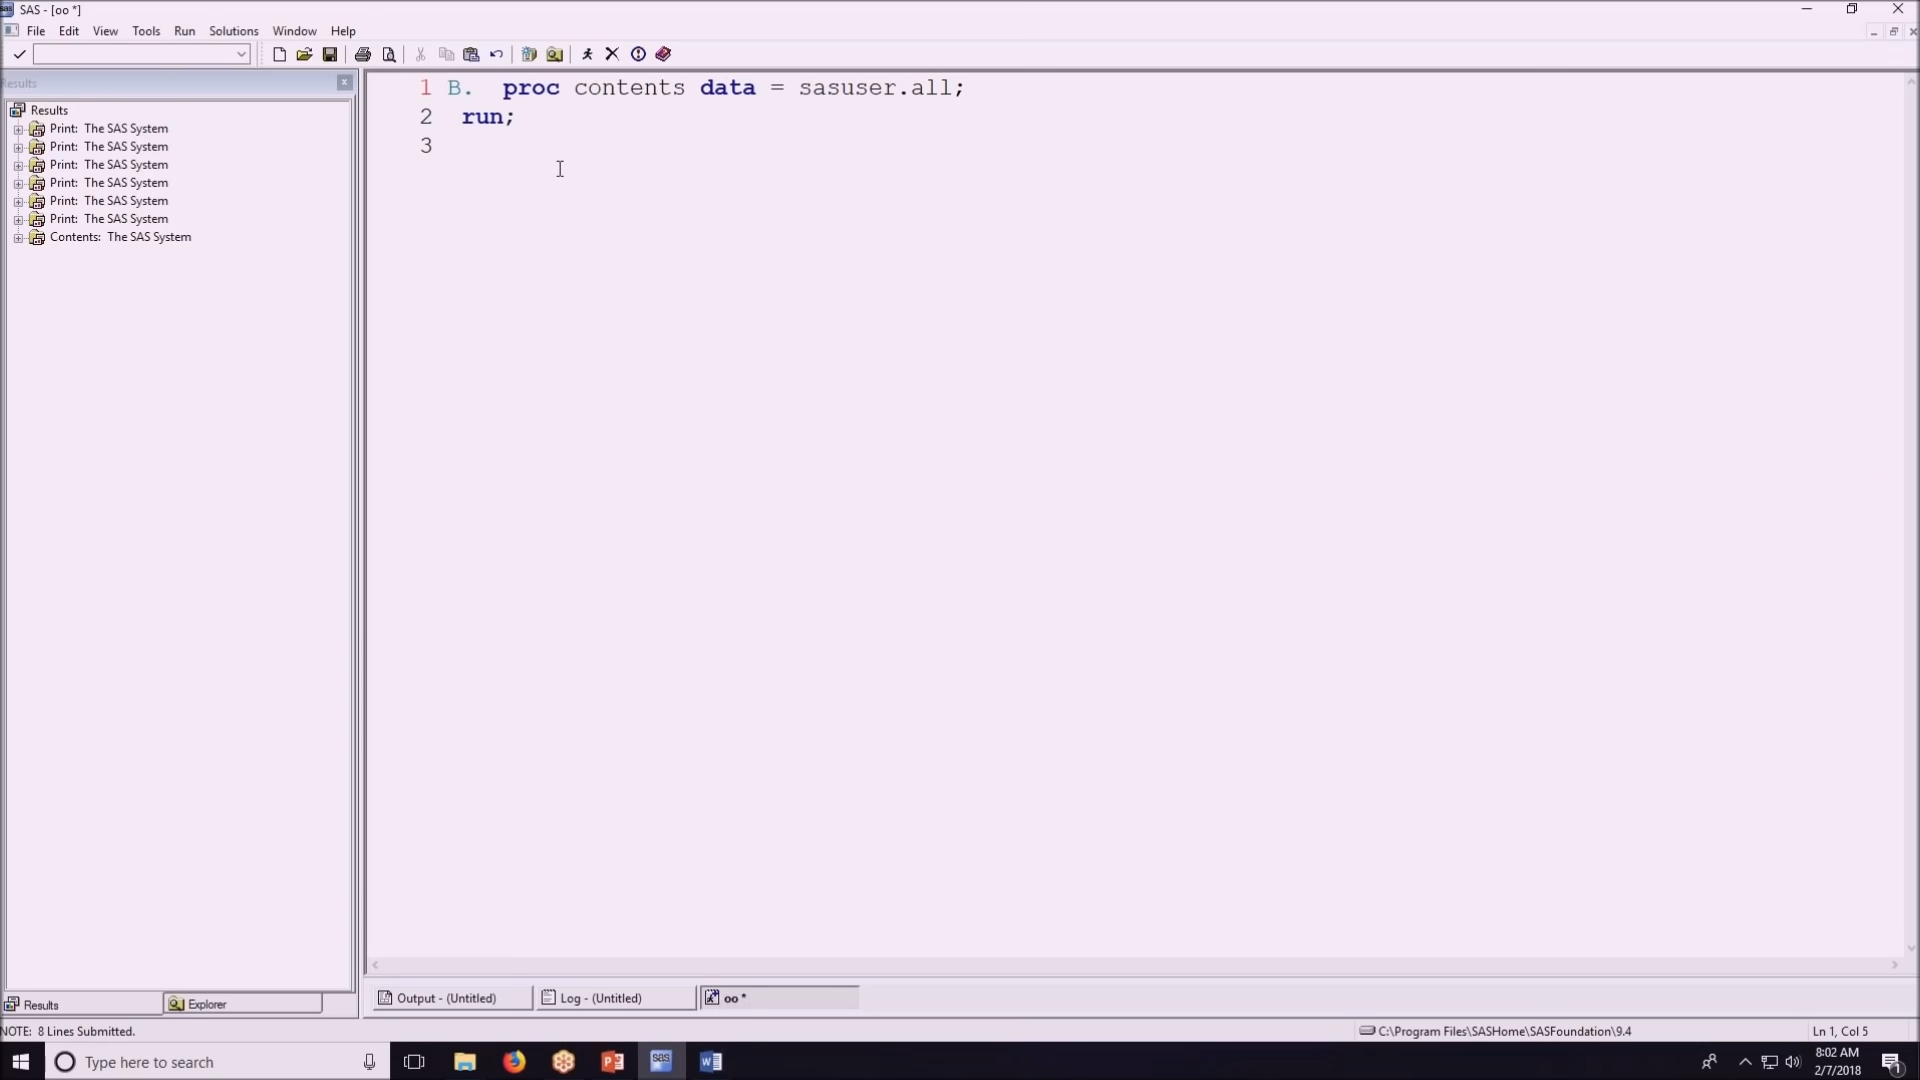 SAS - [oo *]
File Edit View Tools Run Solutions Window Help
Results
Results
Print: The SAS System
Print: The SAS System
Print: The SAS System
Print: The SAS System
Print: The SAS System
Print: The SAS System
Contents: The SAS System
1 B. proc contents data = sasuser.all;
2 run;
3
Results Explorer
Output - (Untitled) Log - (Untitled) oo *
NOTE: 8 Lines Submitted. C:\Program Files\SASHome\SASFoundation\9.4 Ln 1, Col 5
Type here to search
8:02 AM
2/7/2018